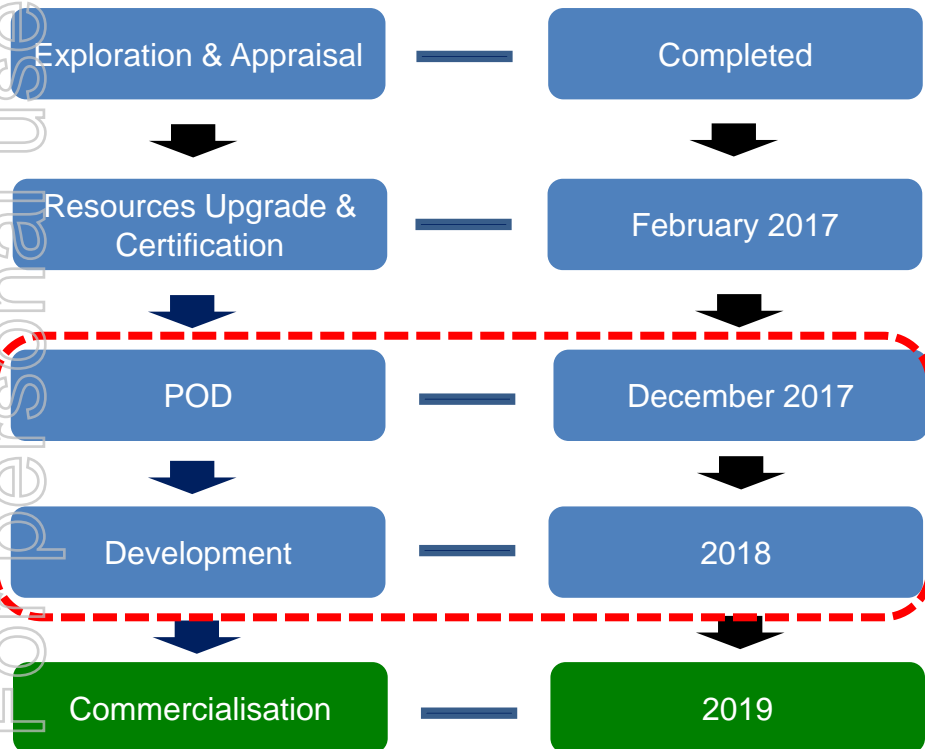 For personal use
Exploration & Appraisal
Completed
Resources Upgrade &
Certification
February 2017
POD
December 2017
Development
2018
Commercialisation
2019